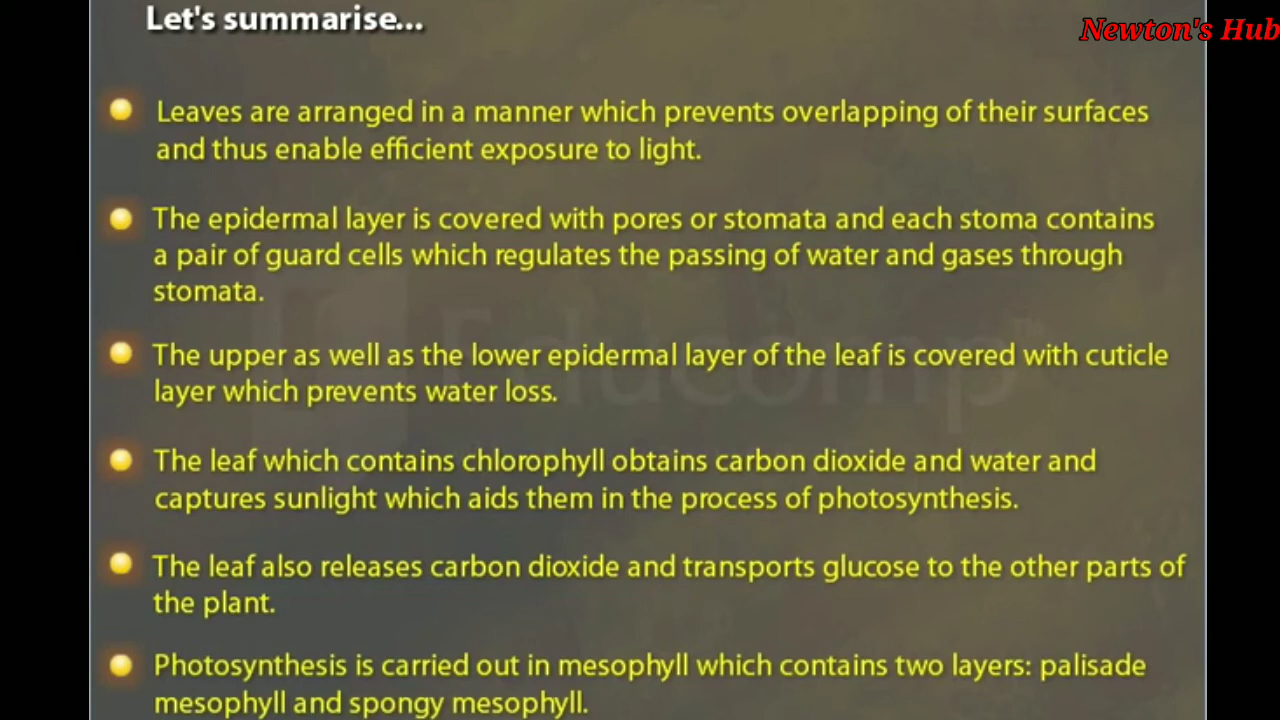 Let's summarise...
Newton's Hub
Leaves are arranged in a manner which prevents overlapping of their surfaces
and thus enable efficient exposure to light.
The epidermal layer is covered with pores or stomata and each stoma contains
a pair of guard cells which regulates the passing of water and gases through
stomata.
The upper as well as the lower epidermal layer of the leaf is covered with cuticle
layer which prevents water loss.
The leaf which contains chlorophyll obtains carbon dioxide and water and
captures sunlight which aids them in the process of photosynthesis.
The leaf also releases carbon dioxide and transports glucose to the other parts of
the plant.
Photosynthesis is carried out in mesophyll which contains two layers: palisade
mesophyll and spongy mesophyll.
Educomp